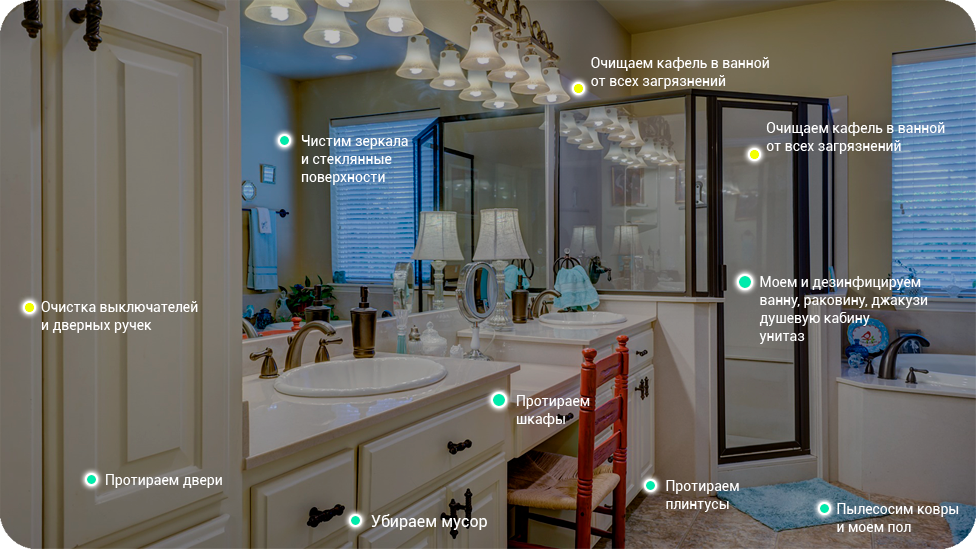 Очищаем кафель в ванной
от всех загрязнений
Очищаем кафель в ванной
от всех загрязнений
Чистим зеркала
и стеклянные
поверхности
Моем и дезинфицируем
ванну, раковину, джакузи
душевую кабину
унитаз
Очистка выключателей
и дверных ручек
Протираем
шкафы
Протираем двери
Протираем
плинтусы
Убираем мусор
Пылесосим ковры
и моем пол